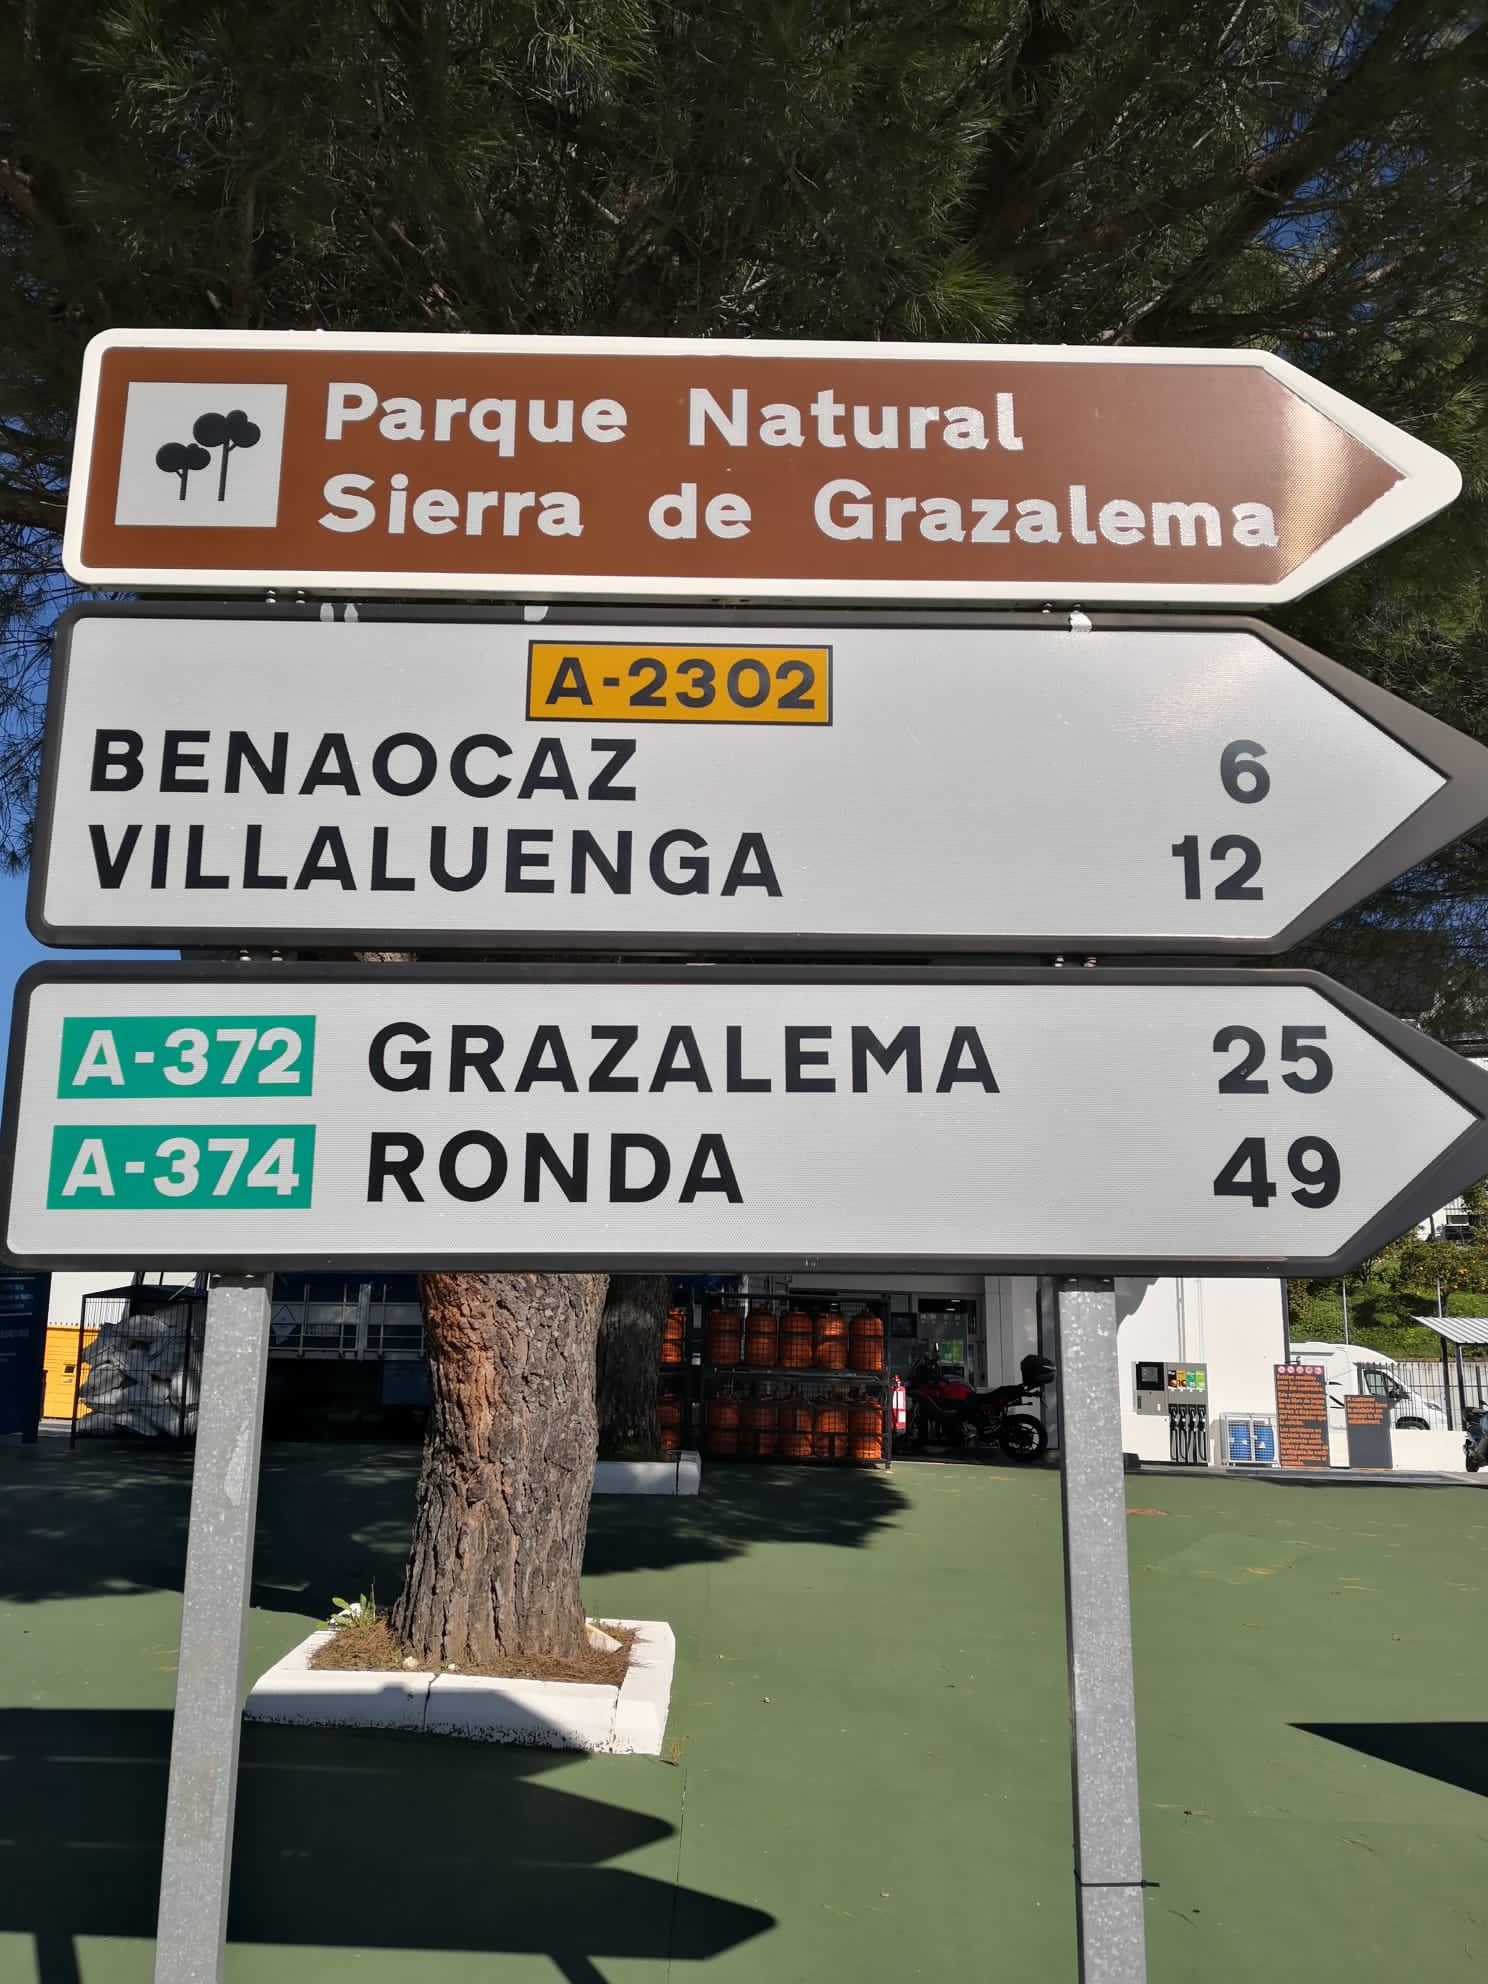 Parque Natural
Sierra de Grazalema
A-2302
BENAOCAZ 6
VILLALUENGA 12
A-372 GRAZALEMA 25
A-374 RONDA 49